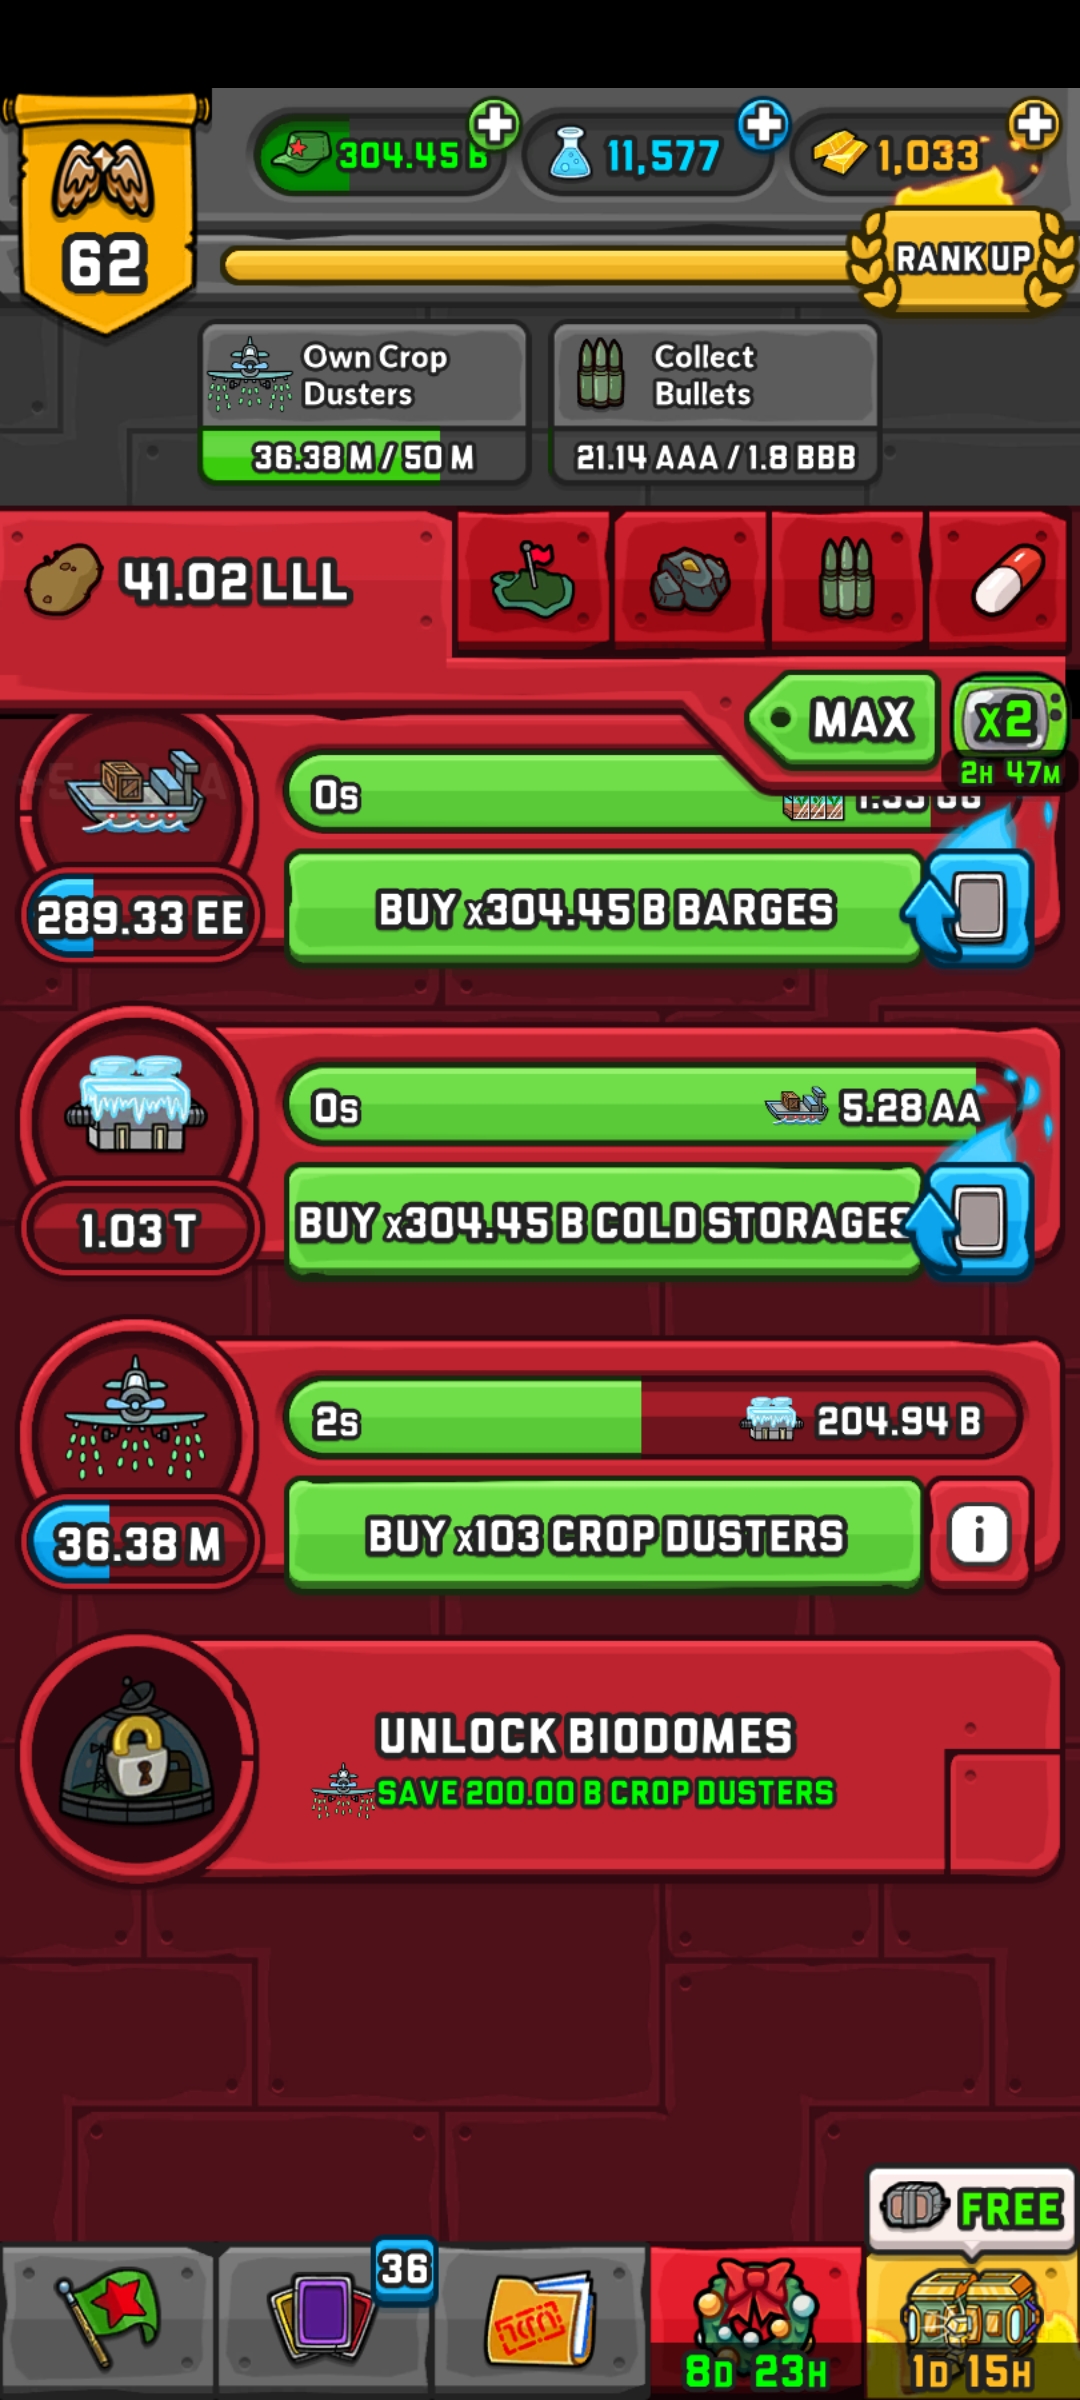 304.45 B
11,577
1,033
62
RANK UP
Own Crop
Dusters
36.38 M / 50 M
Collect
Bullets
21.14 AAA / 1.8 BBB
41.02 LLL
MAX
x2
2H 47M
0s
289.33 EE
BUY x304.45 B BARGES
0s
5.28 AA
1.03 T
BUY x304.45 B COLD STORAGES
2s
204.94 B
36.38 M
BUY x103 CROP DUSTERS
i
UNLOCK BIODOMES
SAVE 200.00 B CROP DUSTERS
FREE
36
8D 23H
1D 15H